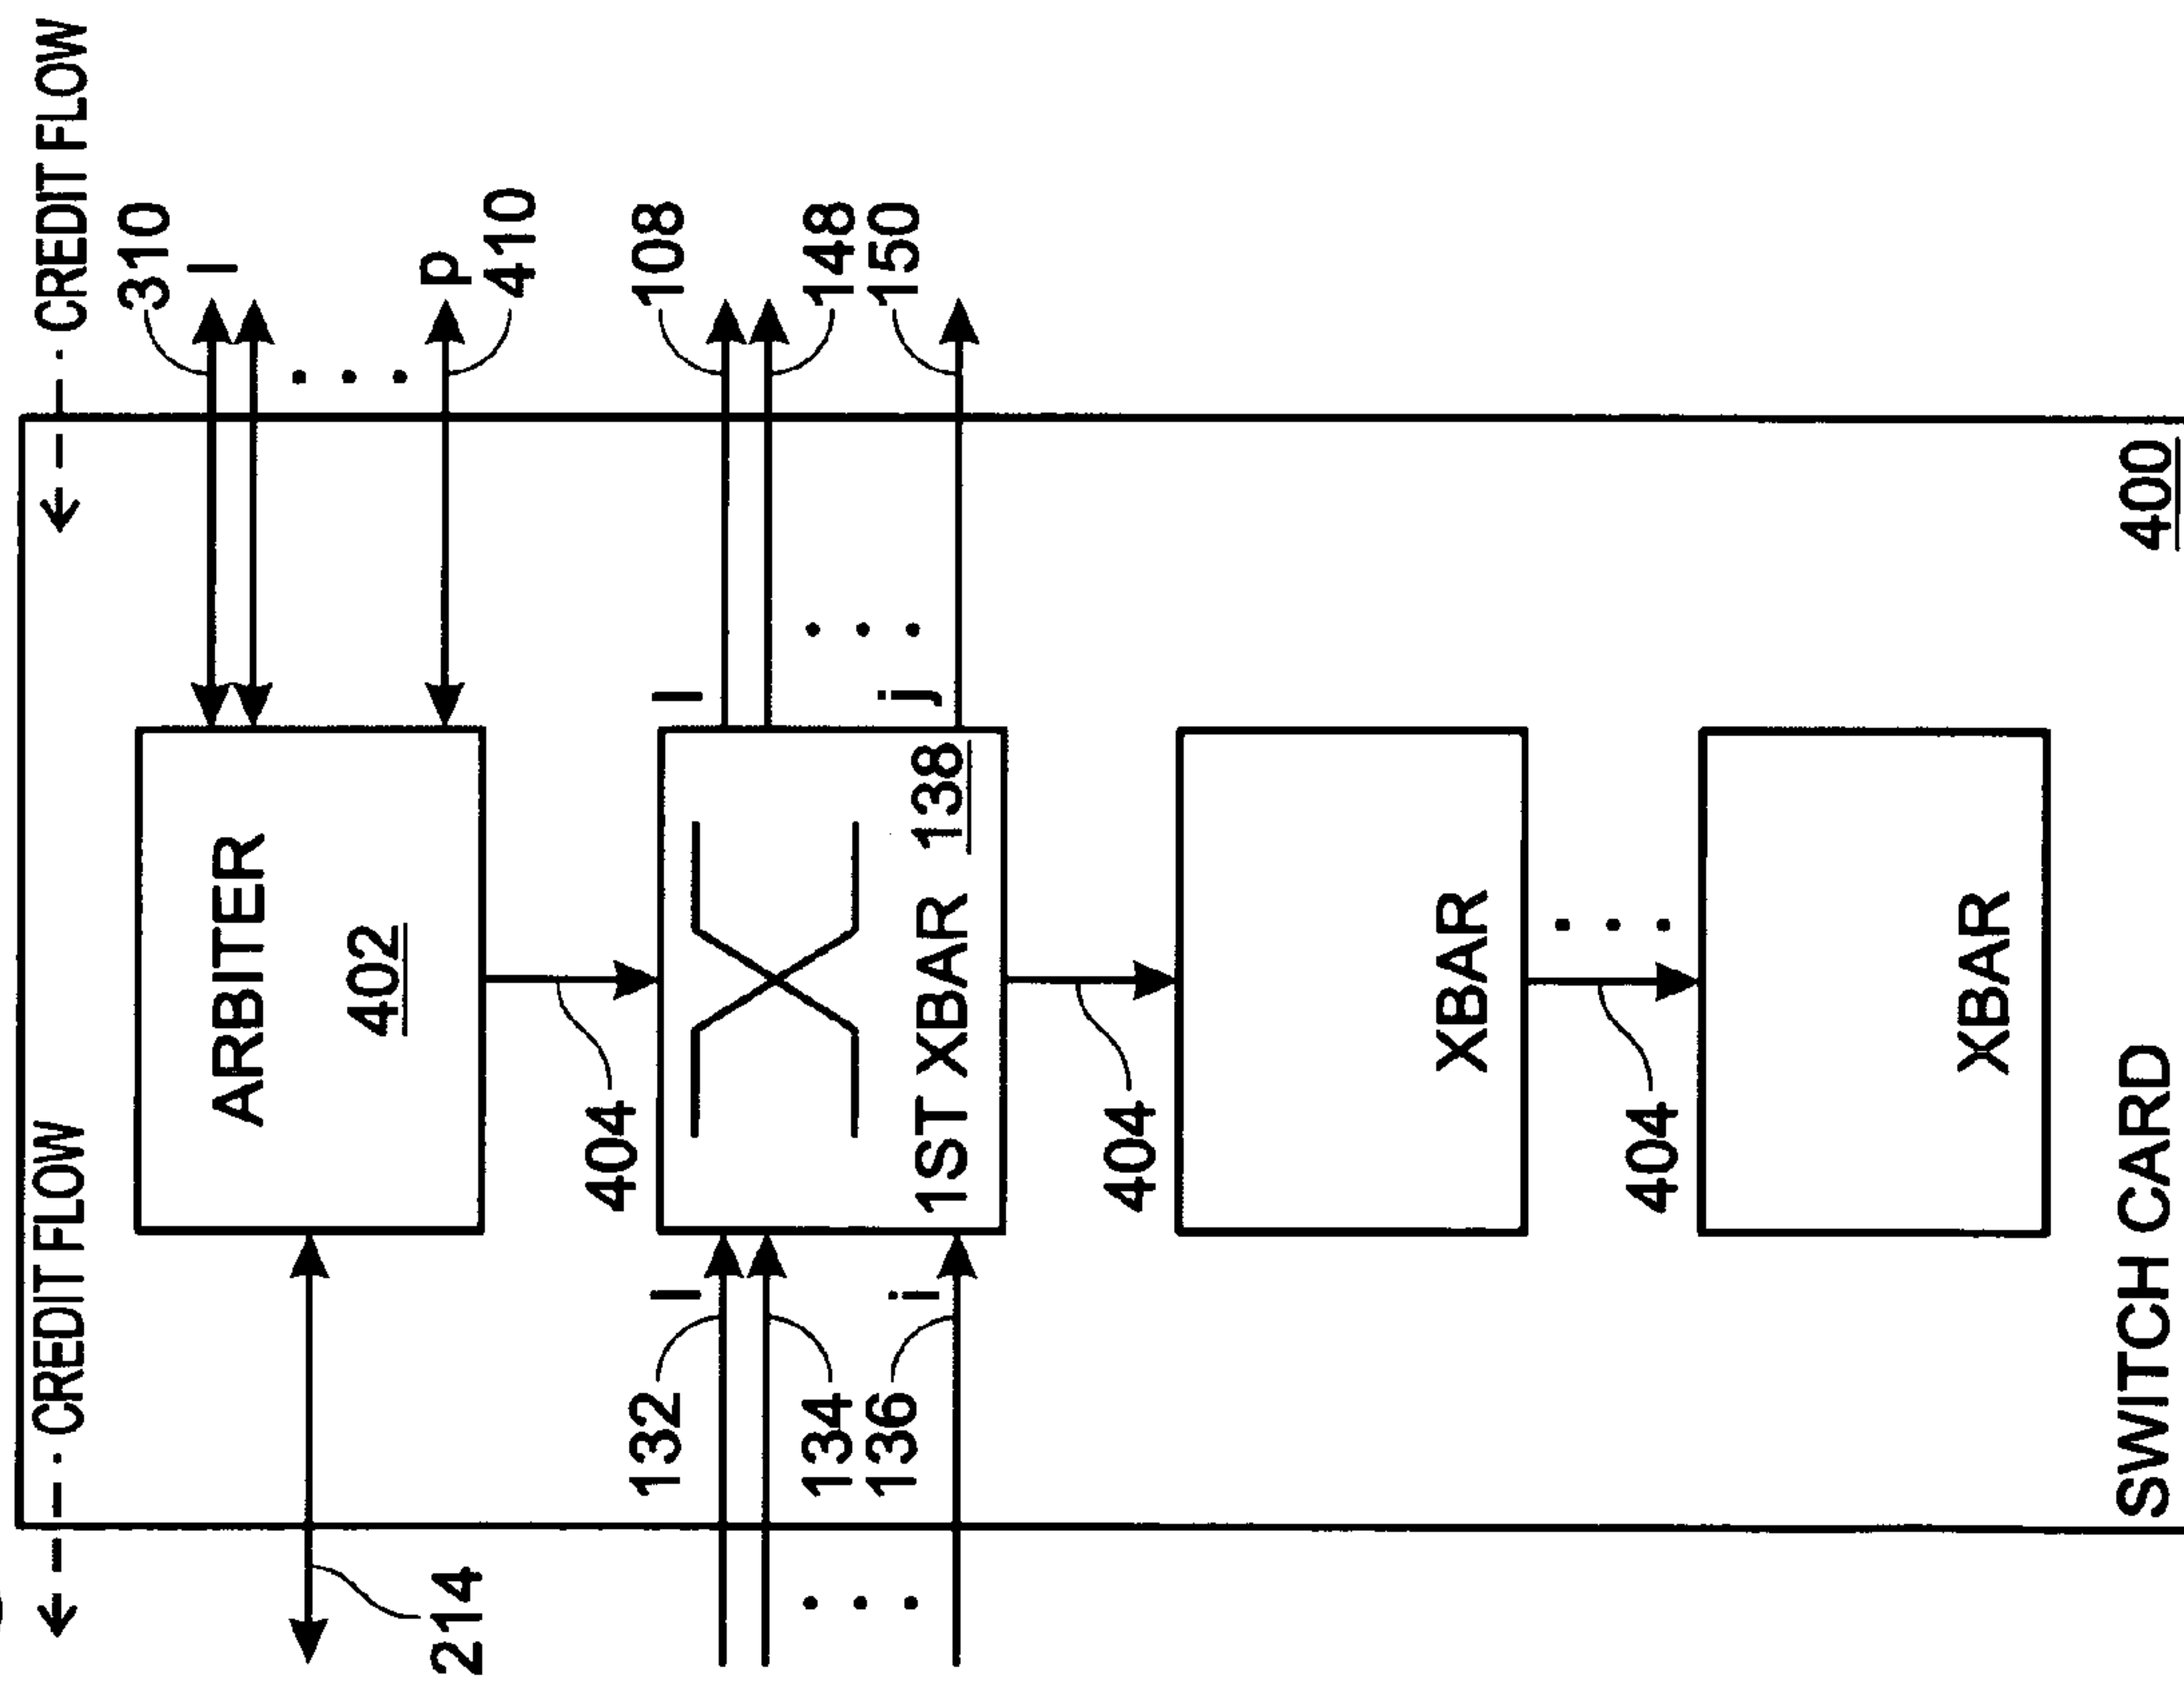 CREDIT FLOW
CREDIT FLOW
310
I
ARBITER
402
p
214
410
404
132
108
I
I
134
148
136
150
i
j
1ST XBAR 138
404
XBAR
404
XBAR
SWITCH CARD
400